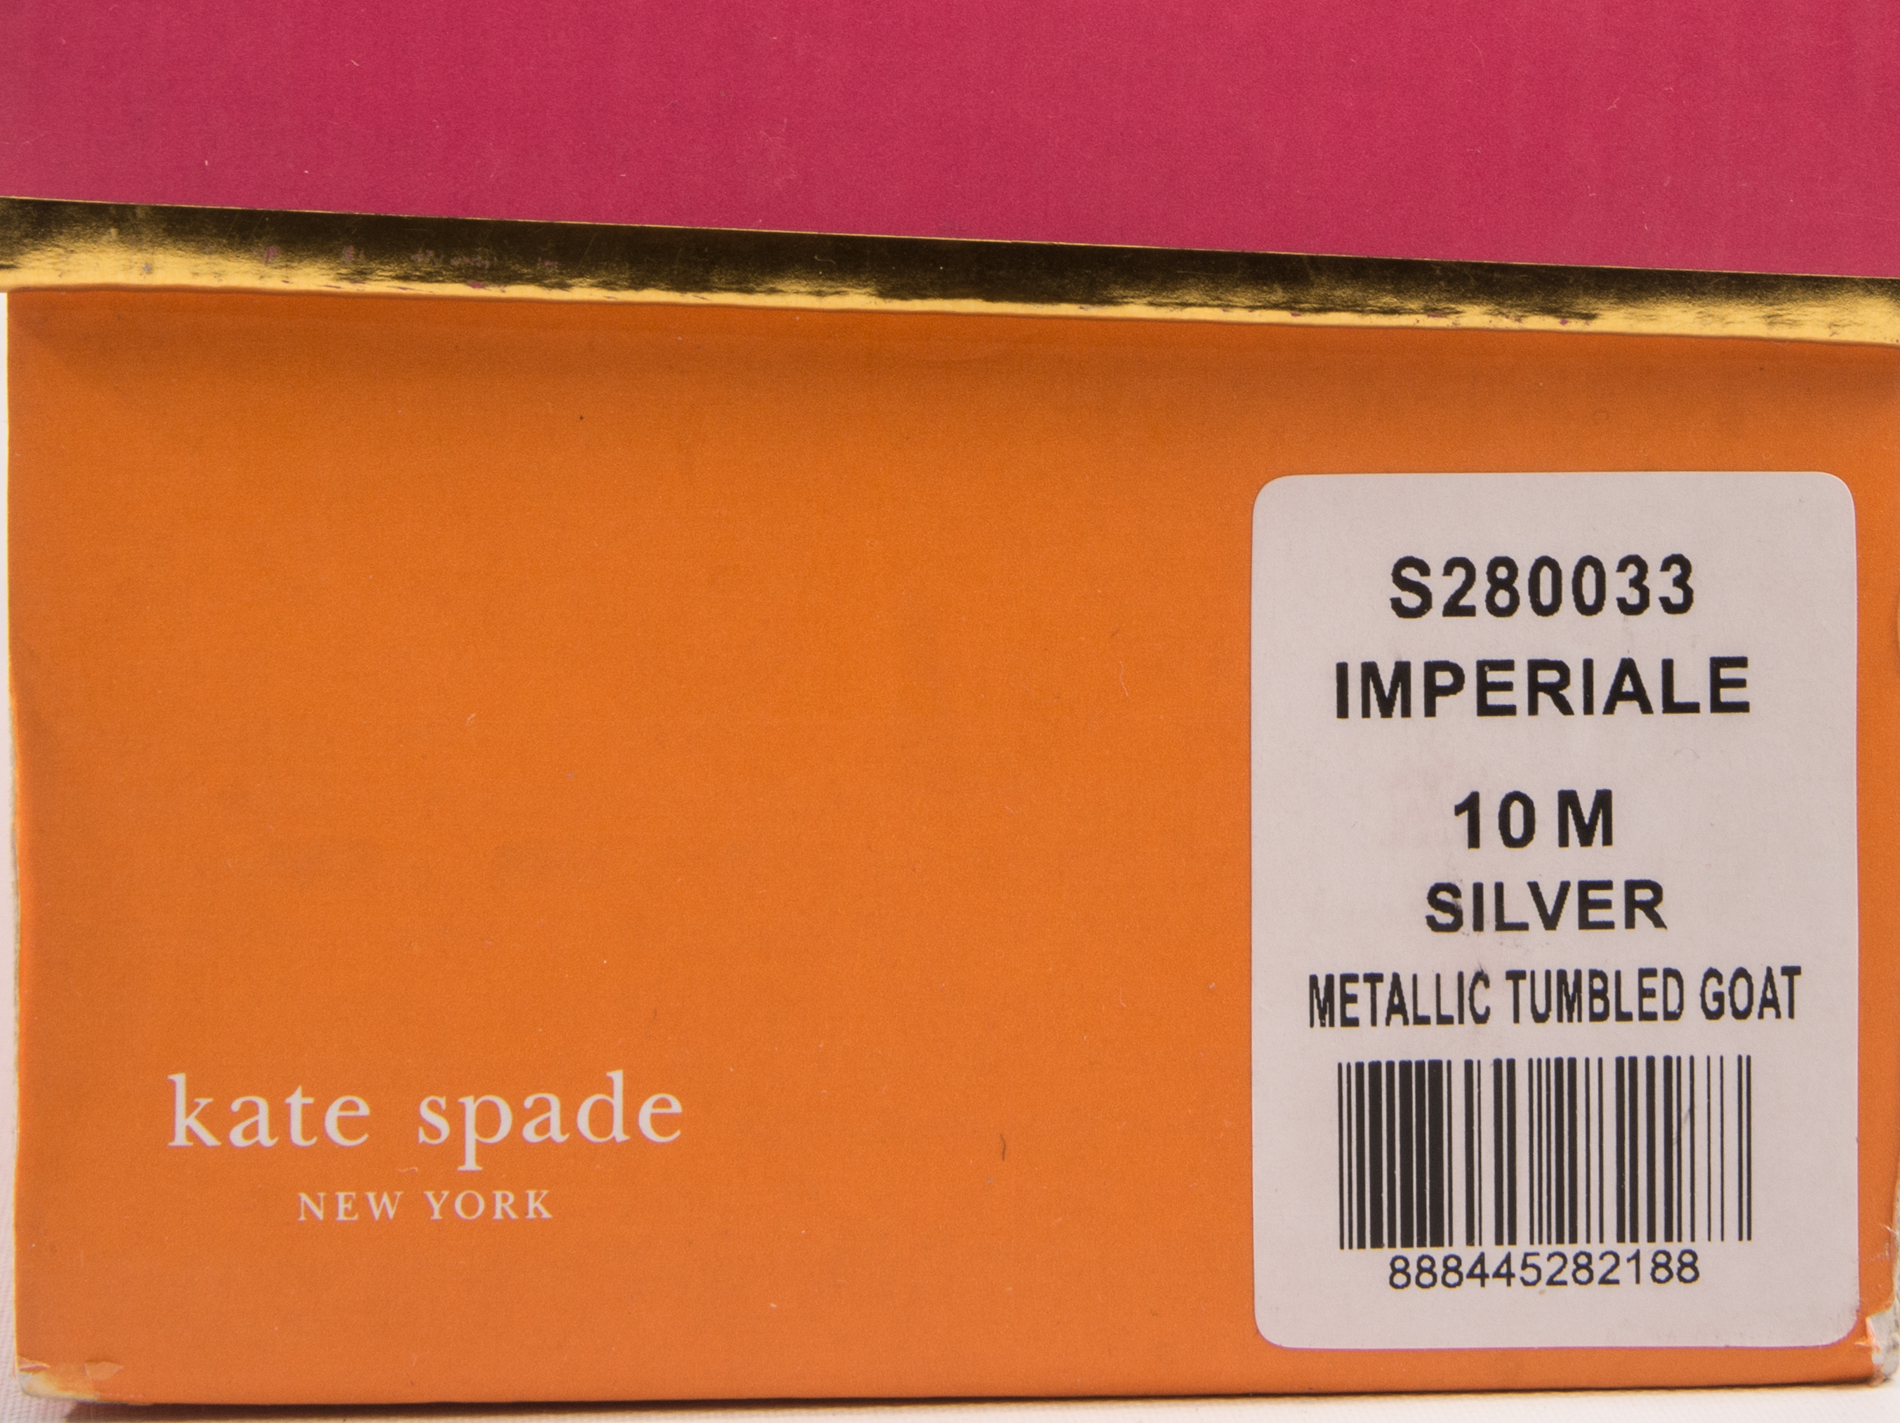 S280033
IMPERIALE
10 M
SILVER
METALLIC TUMBLED GOAT
888445282188
kate spade
NEW YORK